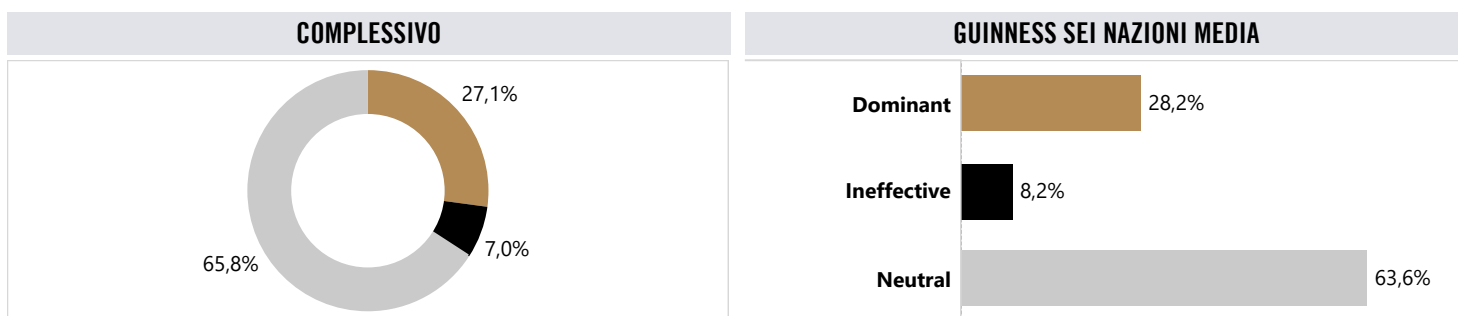 COMPLESSIVO
27,1%
7,0%
65,8%
GUINNESS SEI NAZIONI MEDIA
Dominant 28,2%
Ineffective 8,2%
Neutral 63,6%